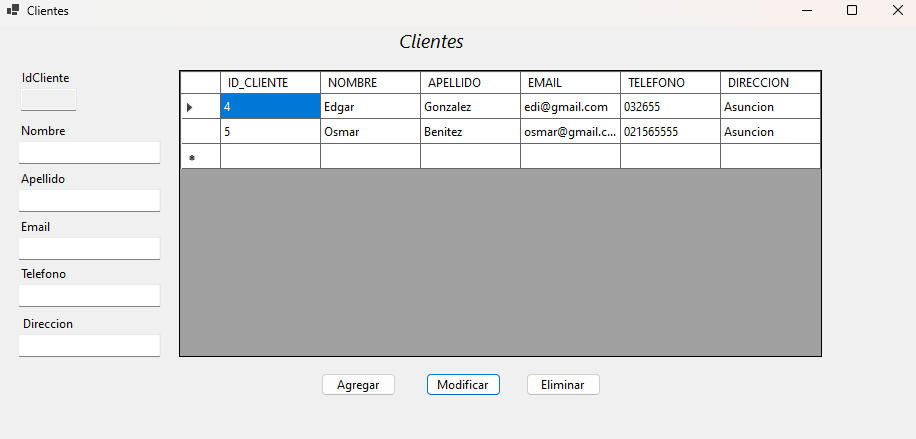 Clientes
Clientes
IdCliente
Nombre
Apellido
Email
Telefono
Direccion
ID_CLIENTE NOMBRE APELLIDO EMAIL TELEFONO DIRECCION
4 Edgar Gonzalez edi@gmail.com 032655 Asuncion
5 Osmar Benitez osmar@gmail.c... 021565555 Asuncion
Agregar Modificar Eliminar